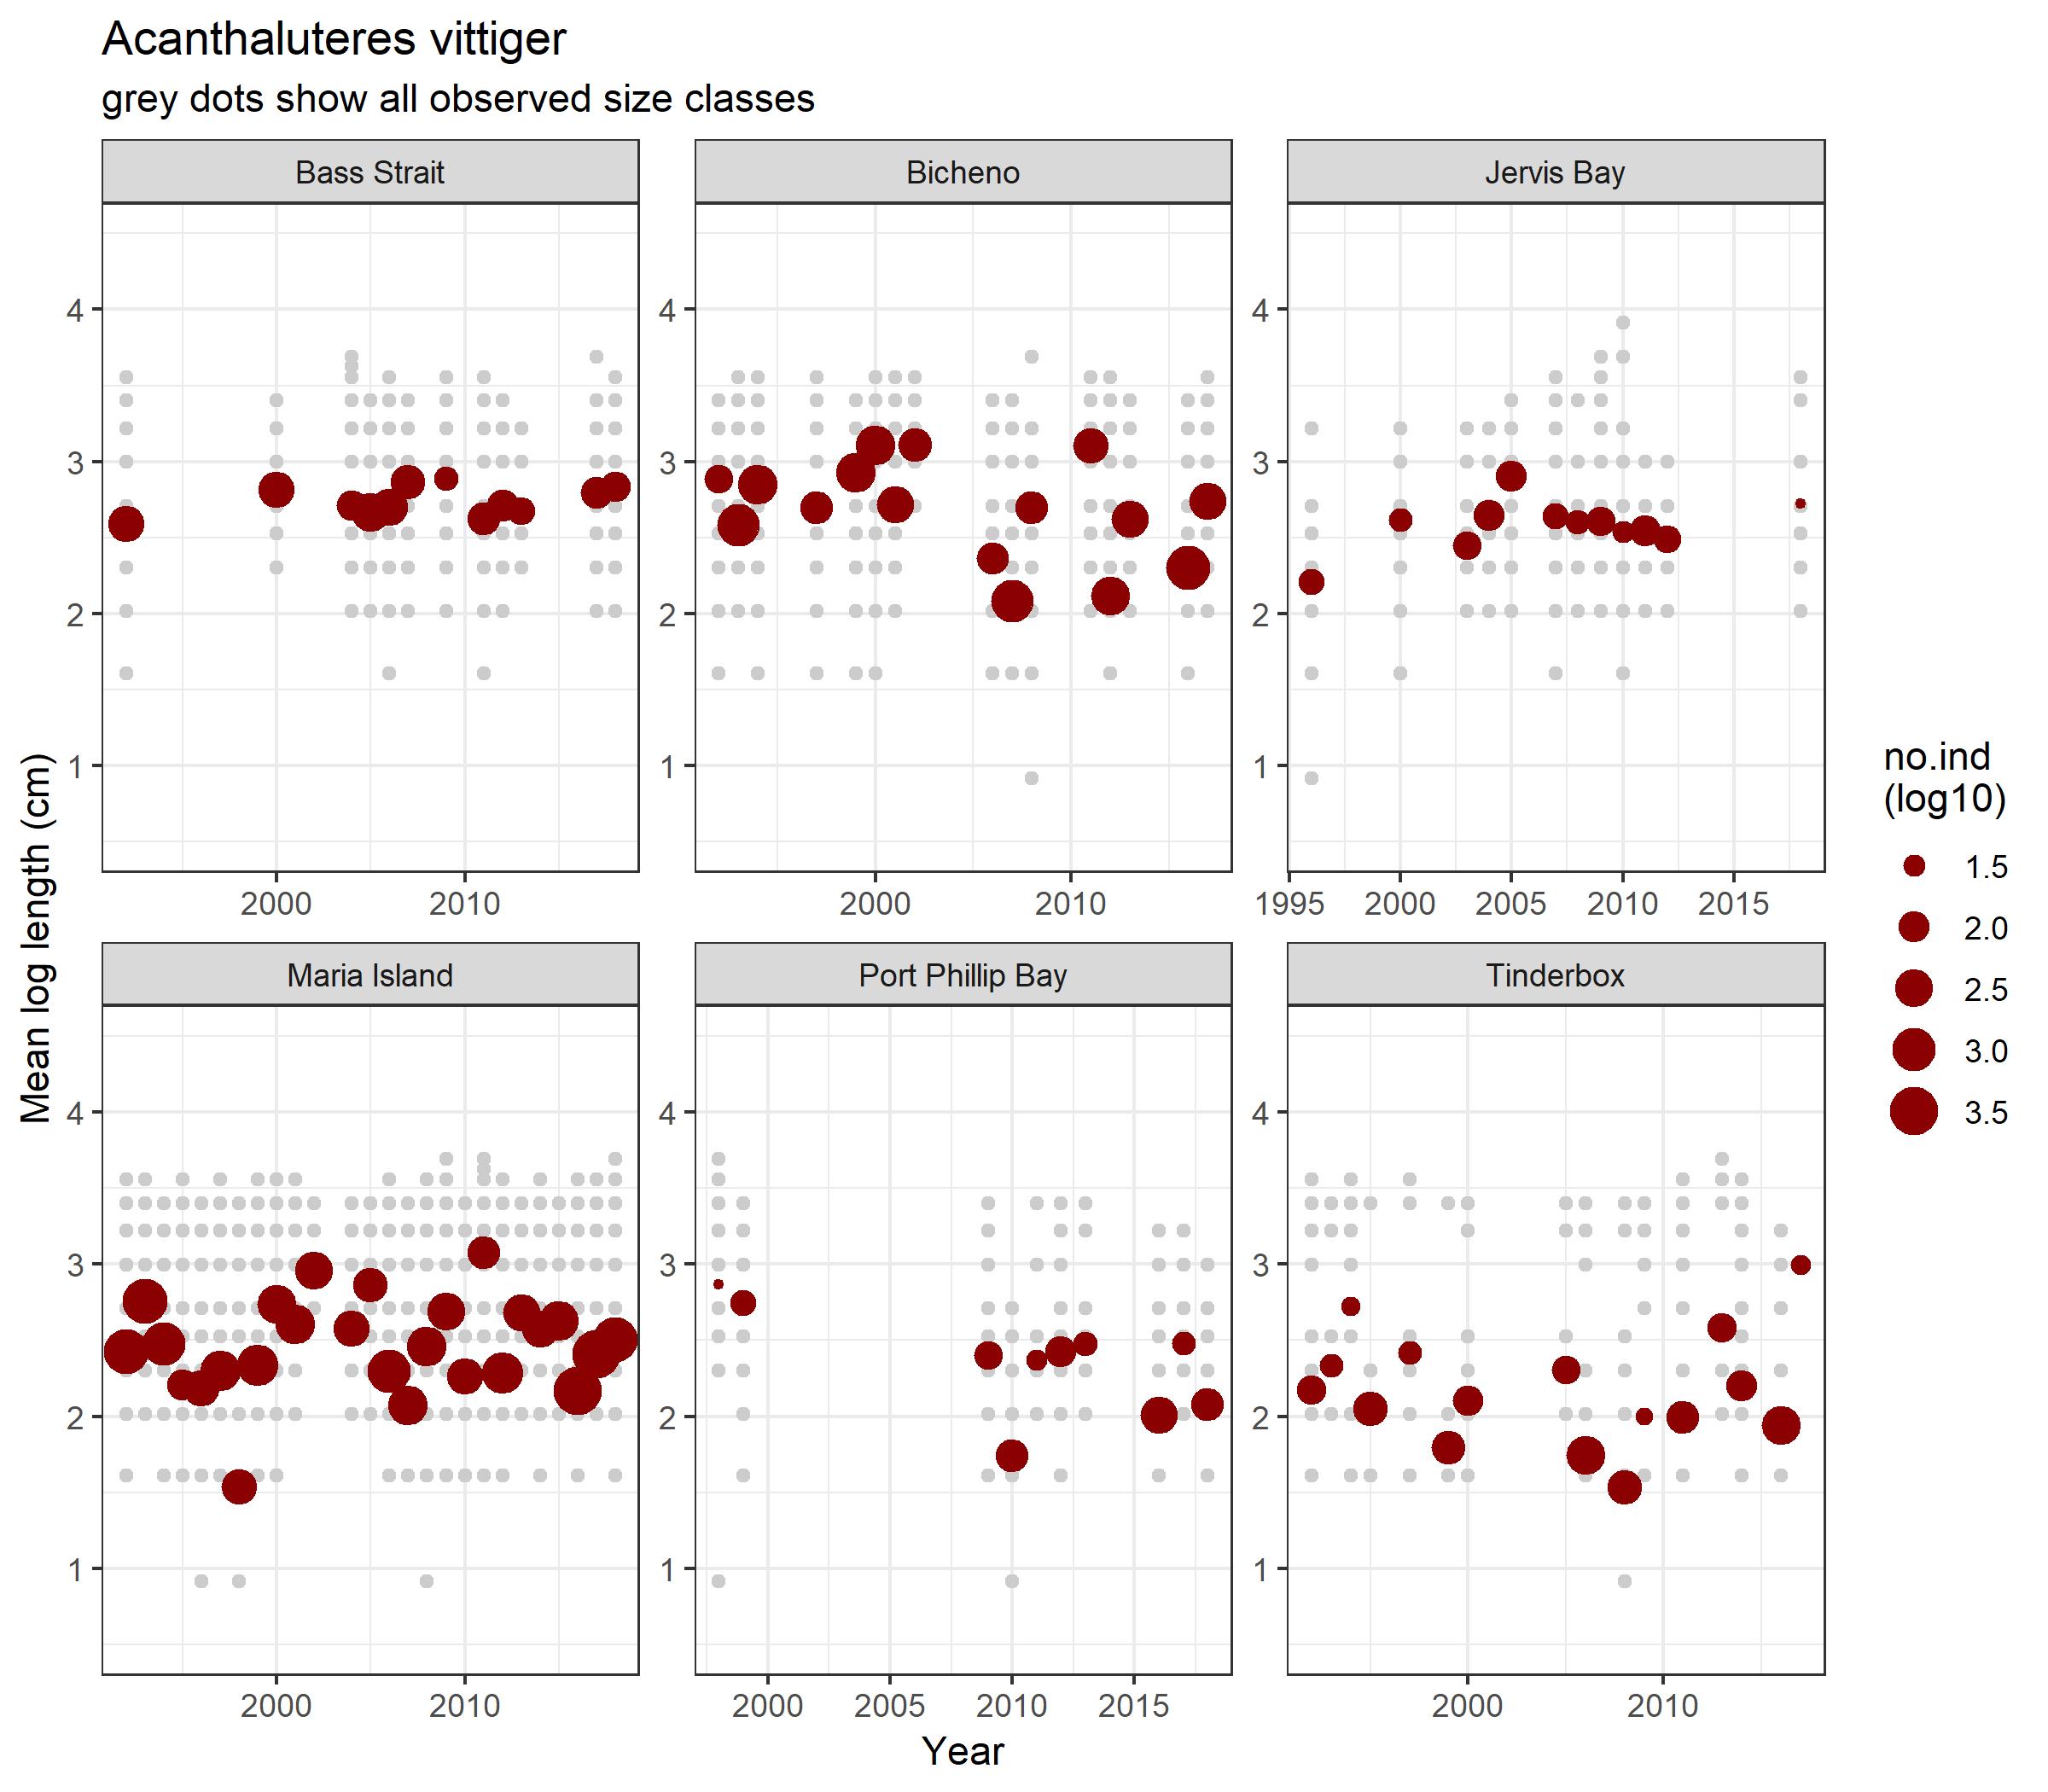 Acanthaluteres vittiger
grey dots show all observed size classes
Bass Strait
Bicheno
Jervis Bay
4
3
2
1
2000 2010
4
3
2
1
2000 2010
4
3
2
1
1995 2000 2005 2010 2015
Maria Island
Port Phillip Bay
Tinderbox
4
3
2
1
2000 2010
4
3
2
1
2000 2005 2010 2015
4
3
2
1
2000 2010
Mean log length (cm)
Year
no.ind
(log10)
1.5
2.0
2.5
3.0
3.5